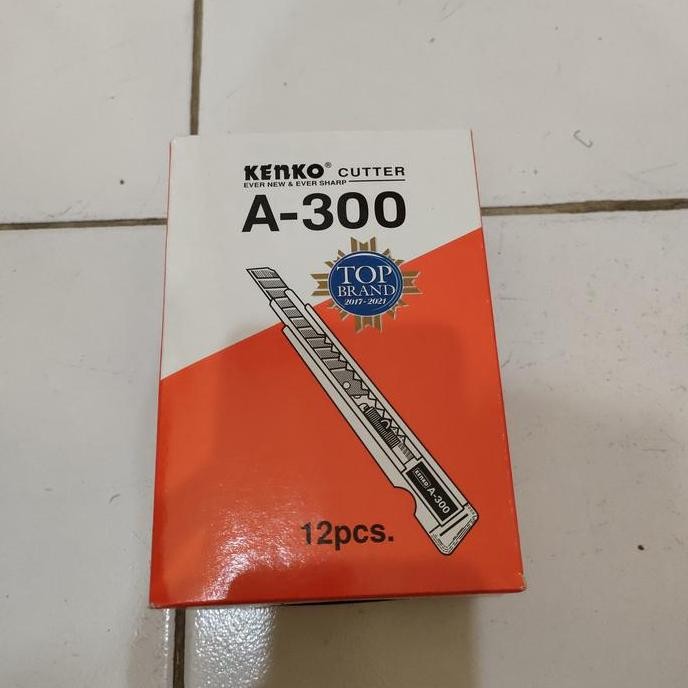 KENKO® CUTTER
EVER NEW & EVER SHARP
A-300
TOP
BRAND
2017-2021
KENKO A-300
12pcs.